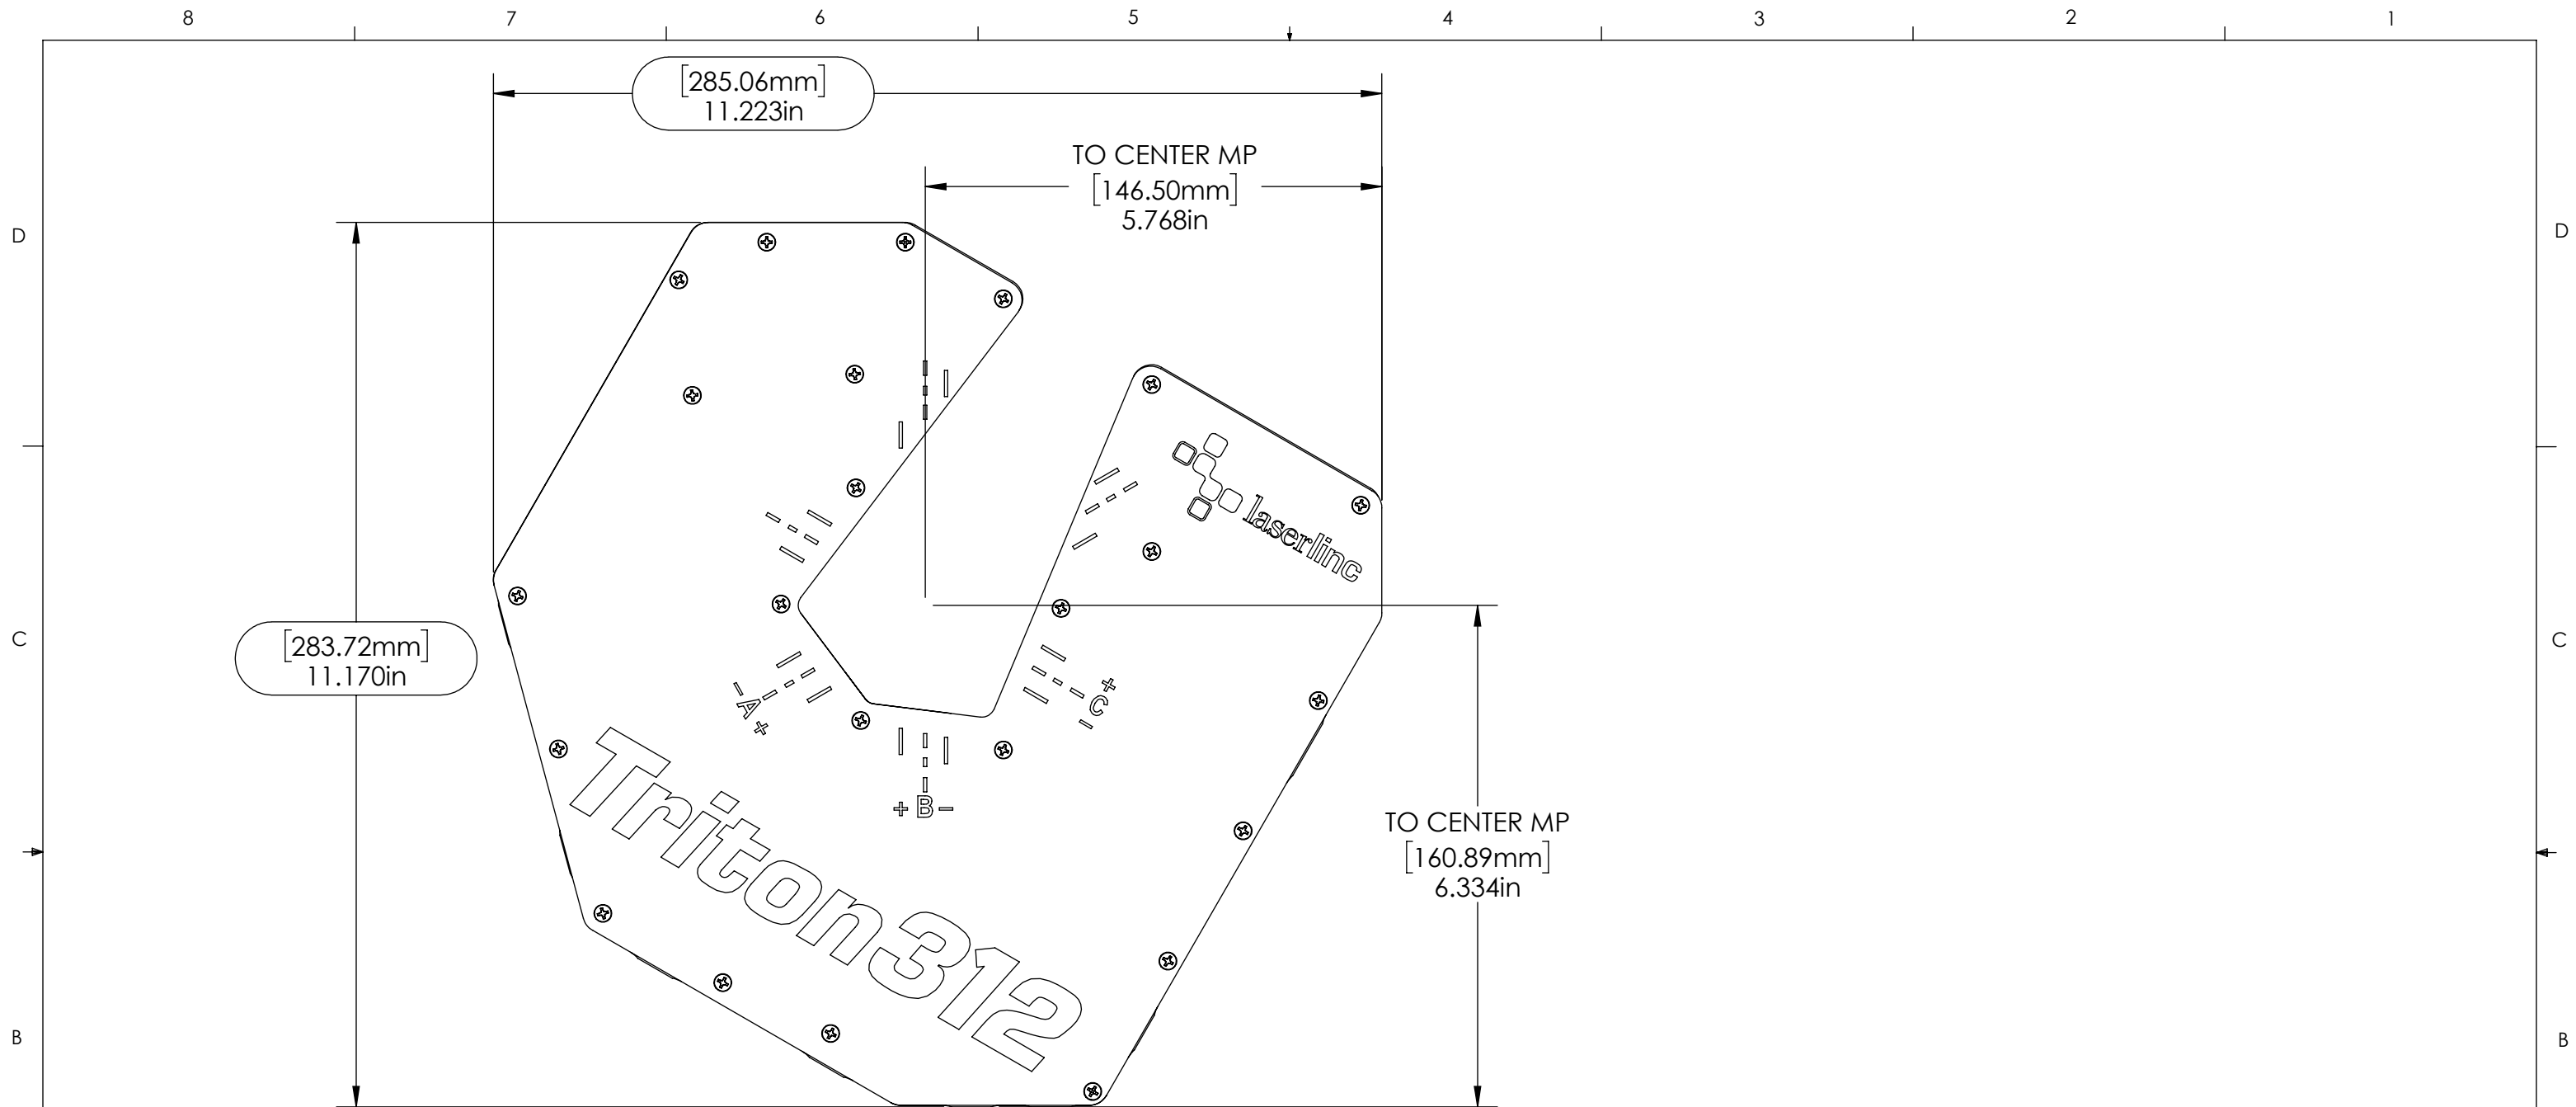 8 7 6 5 4 3 2 1
[285.06mm]
11.223in
TO CENTER MP
[146.50mm]
5.768in
D D
laserlinc
C C
[283.72mm]
11.170in
-A+
+C-
+B-
Triton312
TO CENTER MP
[160.89mm]
6.334in
B B